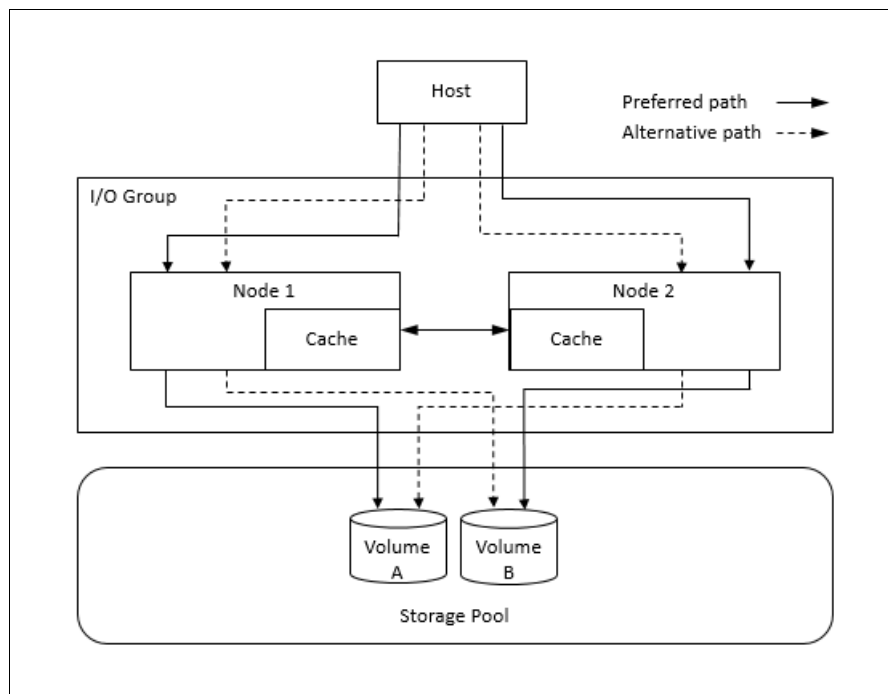 Host
Preferred path
Alternative path
I/O Group
Node 1
Node 2
Cache
Cache
Volume
A
Volume
B
Storage Pool